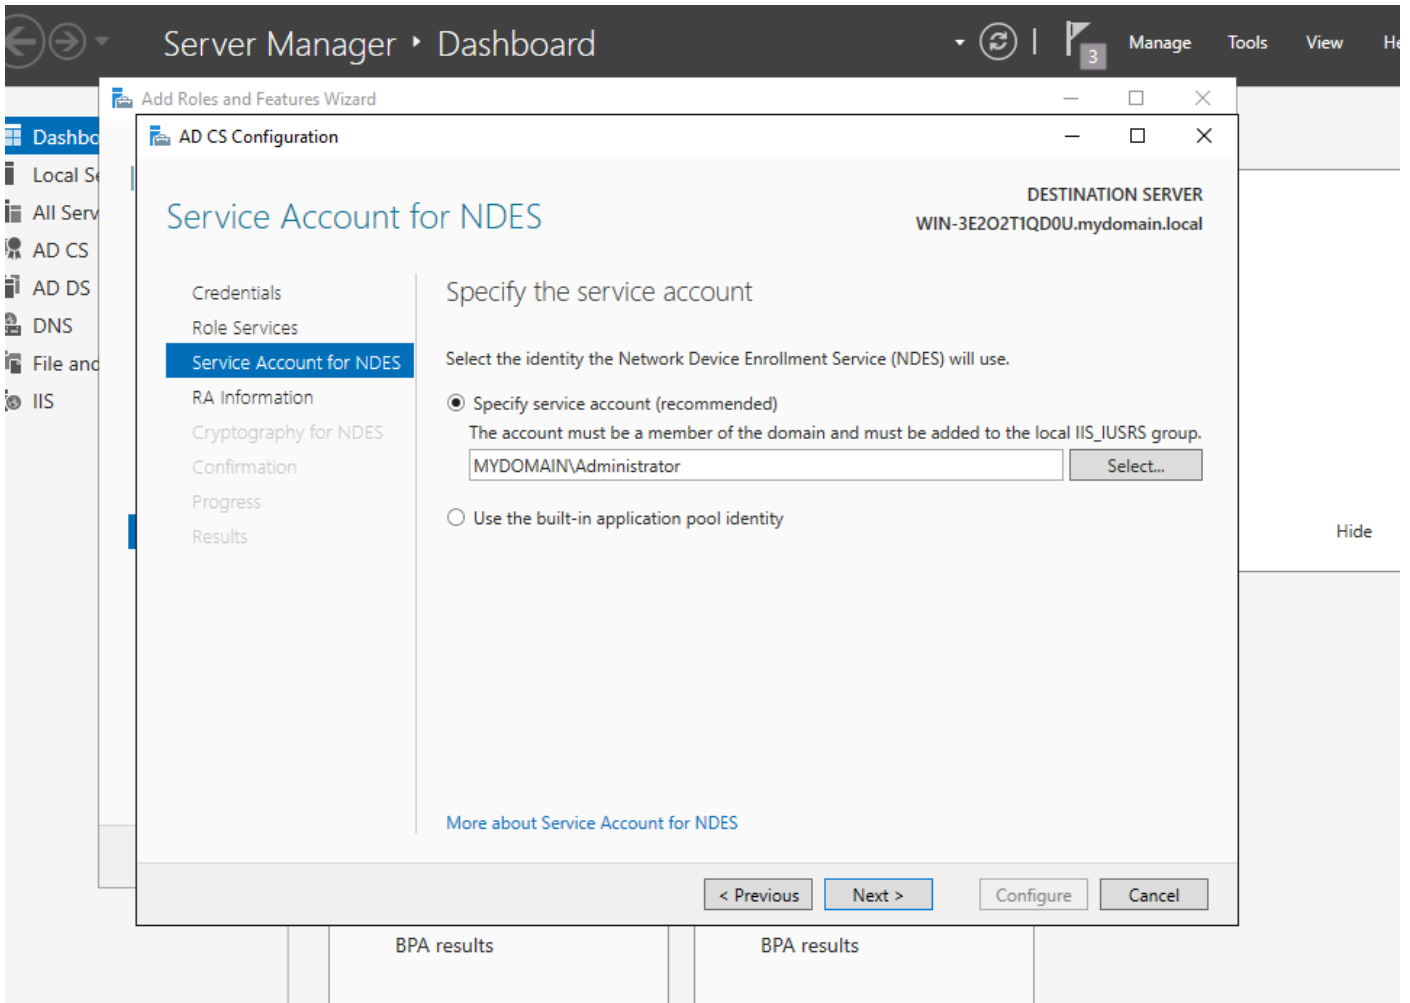 Server Manager ‣ Dashboard
3
Manage
Tools
View
Add Roles and Features Wizard
AD CS Configuration
Service Account for NDES
DESTINATION SERVER
WIN-3E2O2T1QD0U.mydomain.local
Dashbo
Local Se
All Serv
AD CS
AD DS
DNS
File and
IIS
Credentials
Role Services
Service Account for NDES
RA Information
Cryptography for NDES
Confirmation
Progress
Results
Specify the service account
Select the identity the Network Device Enrollment Service (NDES) will use.
Specify service account (recommended)
The account must be a member of the domain and must be added to the local IIS_IUSRS group.
MYDOMAIN\Administrator
Select...
Use the built-in application pool identity
Hide
More about Service Account for NDES
< Previous
Next >
Configure
Cancel
BPA results
BPA results